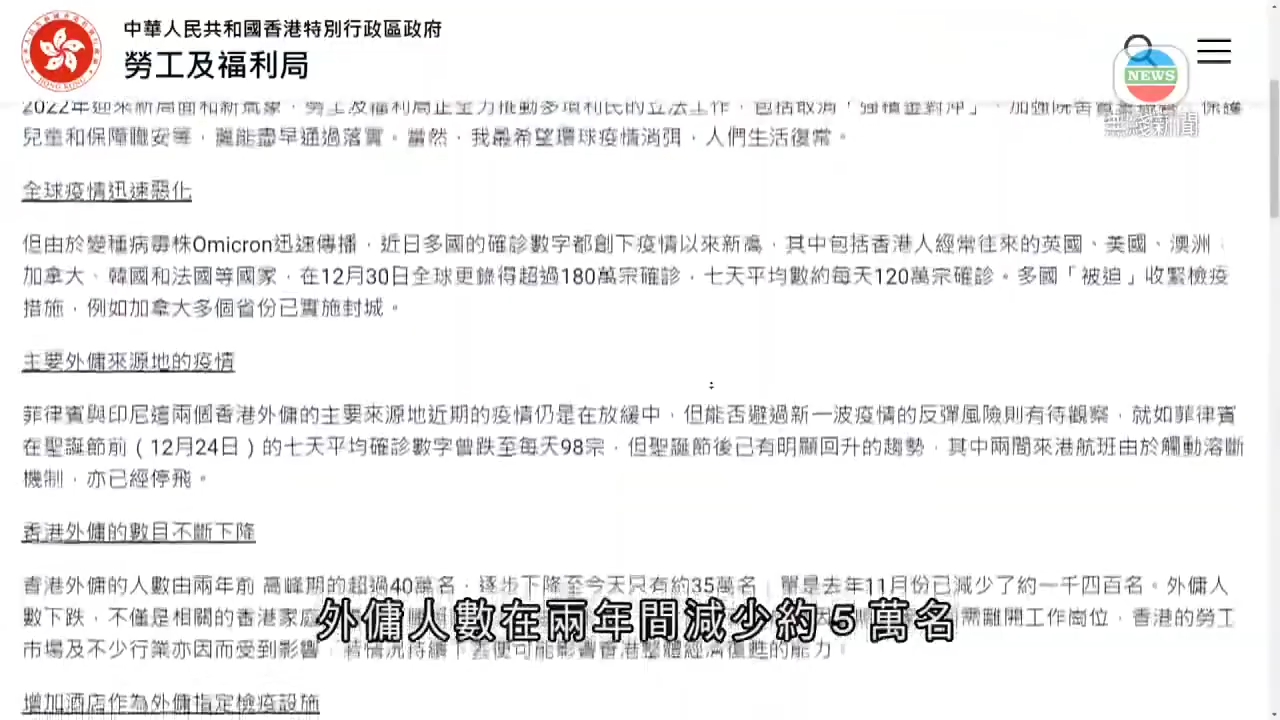 中華人民共和國香港特別行政區政府
勞工及福利局
NEWS
無綫新聞
2022年迎來新局面和新氣象，勞工及福利局正全力推動多項利民的立法工作，包括取消「強積金對沖」、加強
保護
兒童和保障職安等，冀能盡早通過落實。當然，我最希望環球疫情消弭，人們生活復常。
全球疫情迅速惡化
但由於變種病毒株Omicron迅速傳播，近日多國的確診數字都創下疫情以來新高，其中包括香港人經常往來的英國、美國、澳洲、
加拿大、韓國和法國等國家，在12月30日全球更錄得超過180萬宗確診，七天平均數約每天120萬宗確診。多國「被迫」收緊檢疫
措施，例如加拿大多個省份已實施封城。
主要外傭來源地的疫情
菲律賓與印尼這兩個香港外傭的主要來源地近期的疫情仍是在放緩中，但能否避過新一波疫情的反彈風險則有待觀察，就如菲律賓
在聖誕節前（12月24日）的七天平均確診數字曾跌至每天98宗，但聖誕節後已有明顯回升的趨勢，其中兩間來港航班由於觸動溶斷
機制，亦已經停飛。
香港外傭的數目不斷下降
香港外傭的人數由兩年前 高峰期的超過40萬名，逐步下降至今天只有約35萬名，單是去年11月份已減少了約一千四百名。外傭人
數下跌，不僅是相關的香港家庭
需離開工作崗位，香港的勞工
市場及不少行業亦因而受到影響，
可能影響香港整體經濟復甦的能力。
外傭人數在兩年間減少約５萬名
增加酒店作為外傭指定檢疫設施